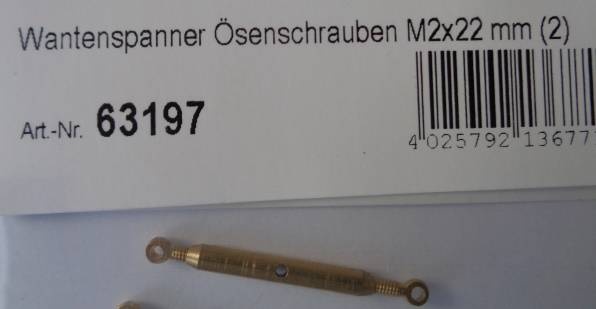 Wantenspanner Ösenschrauben M2x22 mm (2)
Art.-Nr. 63197
4 025792 13677